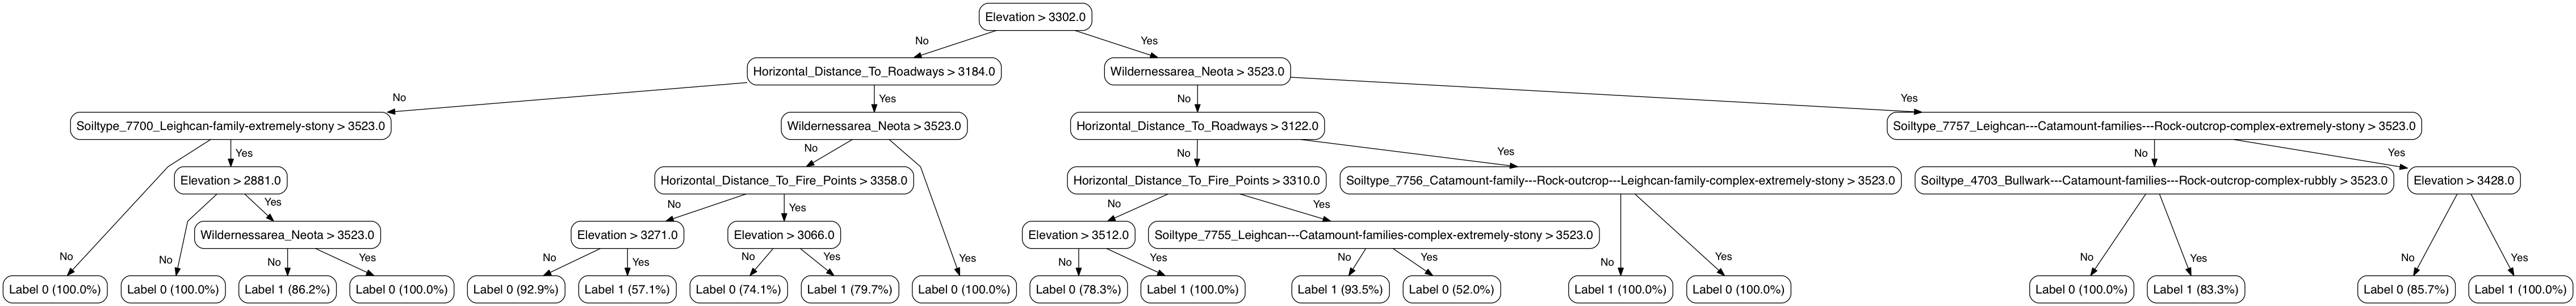 Elevation > 3302.0
No
Yes
Horizontal_Distance_To_Roadways > 3184.0
Wildernessarea_Neota > 3523.0
No
Yes
No
Yes
Soiltype_7700_Leighcan-family-extremely-stony > 3523.0
Wildernessarea_Neota > 3523.0
Horizontal_Distance_To_Roadways > 3122.0
Soiltype_7757_Leighcan---Catamount-families---Rock-outcrop-complex-extremely-stony > 3523.0
Yes
No
No
Yes
No
Yes
Elevation > 2881.0
Horizontal_Distance_To_Fire_Points > 3358.0
Horizontal_Distance_To_Fire_Points > 3310.0
Soiltype_7756_Catamount-family---Rock-outcrop---Leighcan-family-complex-extremely-stony > 3523.0
Soiltype_4703_Bullwark---Catamount-families---Rock-outcrop-complex-rubbly > 3523.0
Elevation > 3428.0
Yes
No
Yes
No
Yes
Wildernessarea_Neota > 3523.0
Elevation > 3271.0
Elevation > 3066.0
Elevation > 3512.0
Soiltype_7755_Leighcan---Catamount-families-complex-extremely-stony > 3523.0
No
No
No
Yes
No
Yes
No
Yes
Yes
No
Yes
No
Yes
No
Yes
No
Yes
No
Yes
Label 0 (100.0%)
Label 0 (100.0%)
Label 1 (86.2%)
Label 0 (100.0%)
Label 0 (92.9%)
Label 1 (57.1%)
Label 0 (74.1%)
Label 1 (79.7%)
Label 0 (100.0%)
Label 0 (78.3%)
Label 1 (100.0%)
Label 1 (93.5%)
Label 0 (52.0%)
Label 1 (100.0%)
Label 0 (100.0%)
Label 0 (100.0%)
Label 1 (83.3%)
Label 0 (85.7%)
Label 1 (100.0%)